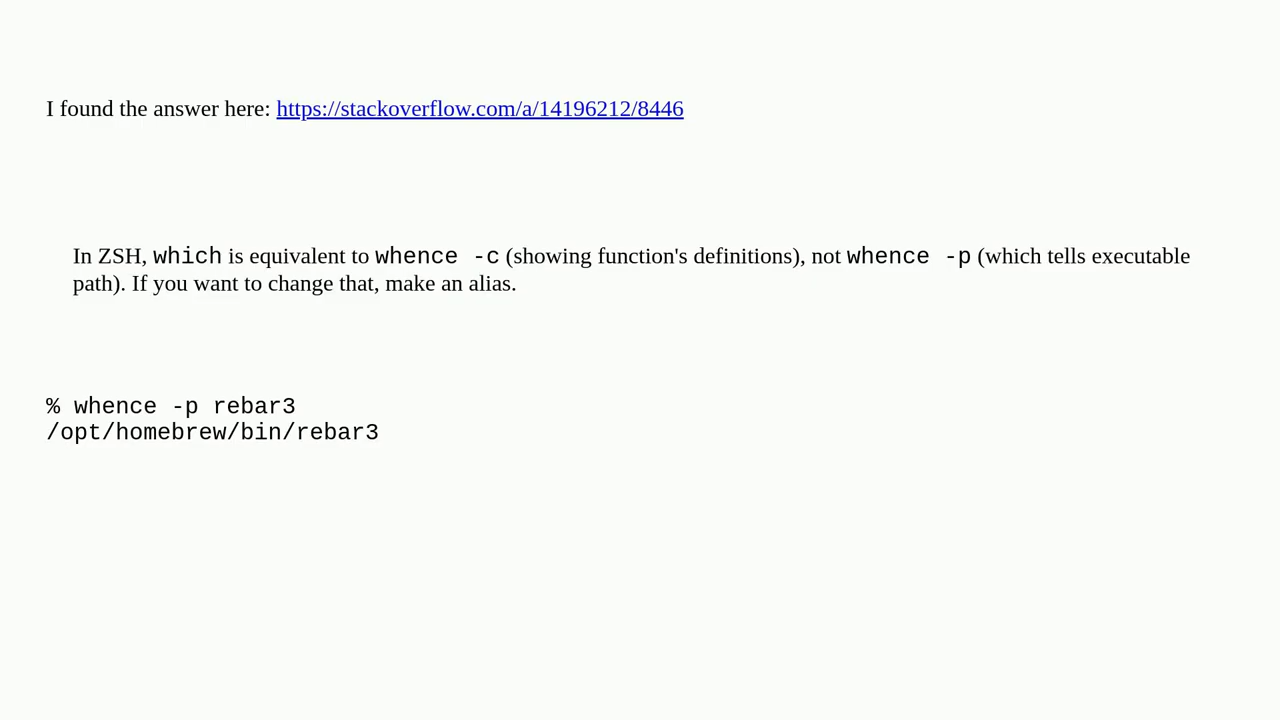 I found the answer here: https://stackoverflow.com/a/14196212/8446
In ZSH, which is equivalent to whence -c (showing function's definitions), not whence -p (which tells executable
path). If you want to change that, make an alias.
% whence -p rebar3
/opt/homebrew/bin/rebar3